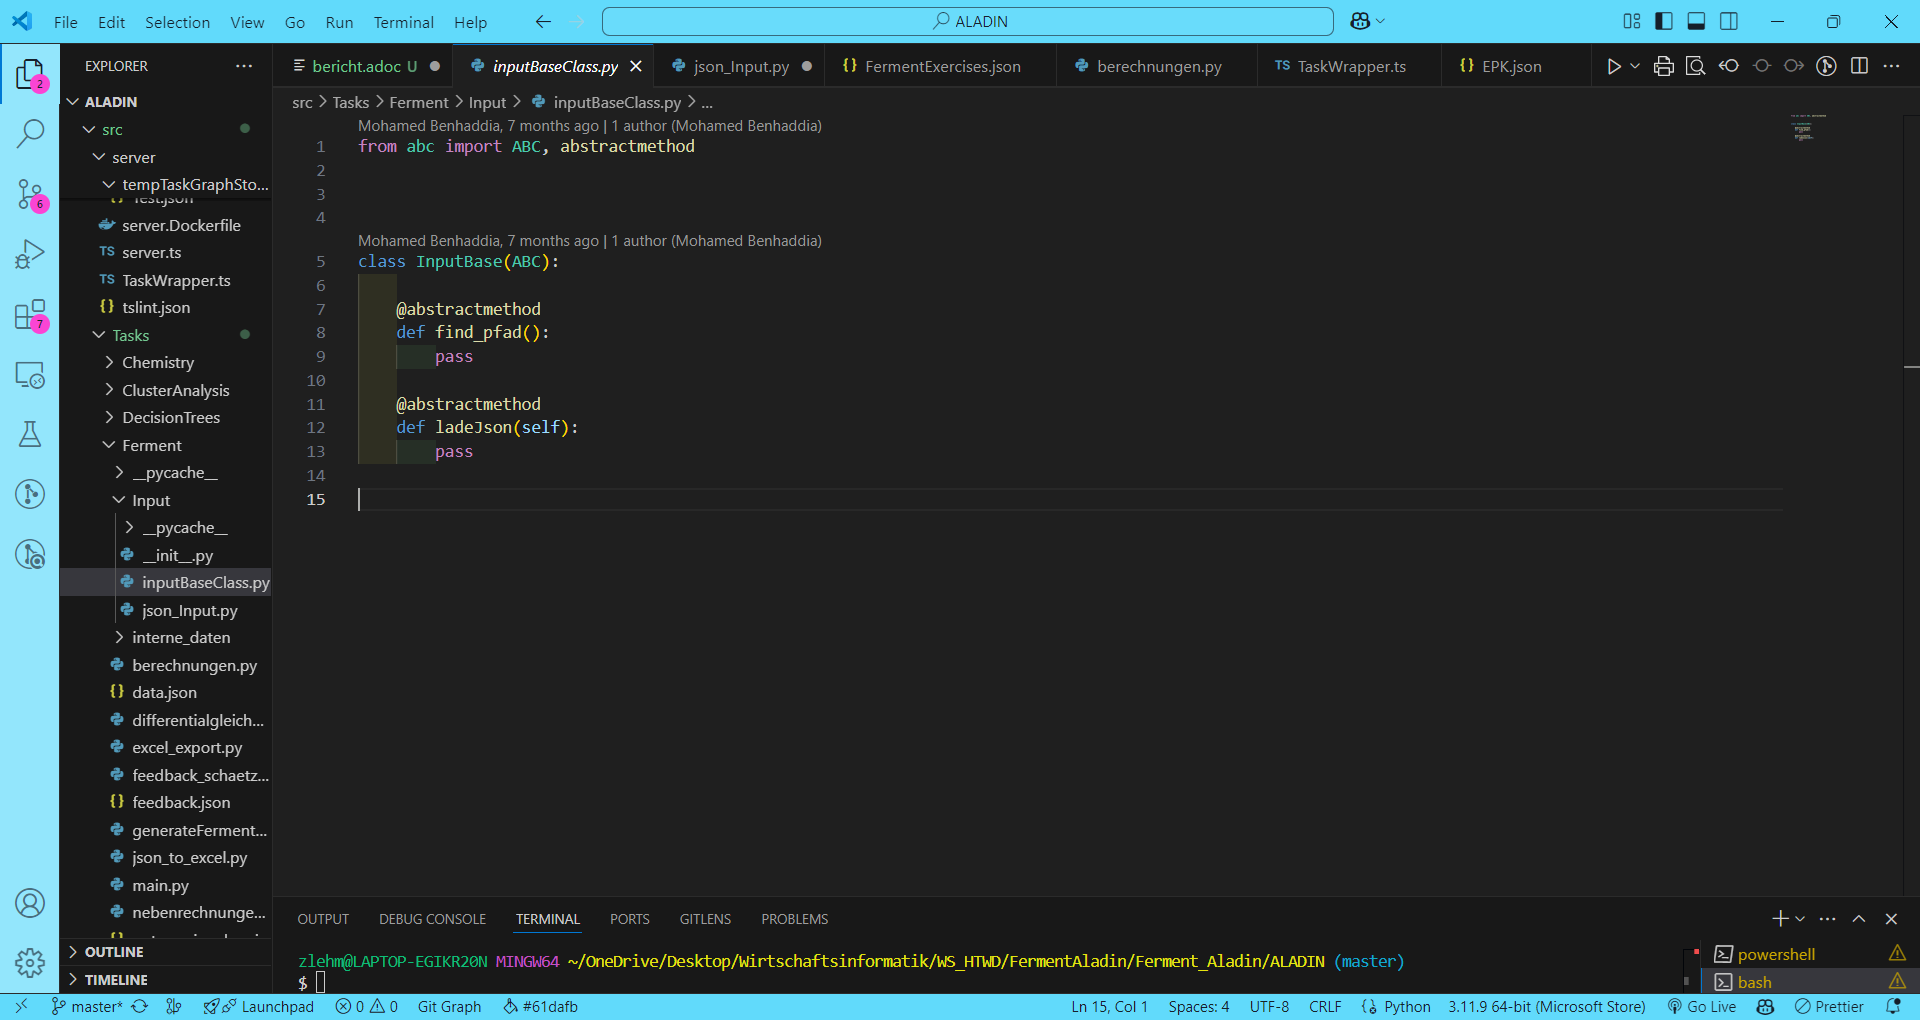 File Edit Selection View Go Run Terminal Help
ALADIN
EXPLORER
2
ALADIN
src
server
tempTaskGraphSto...
Test.json
server.Dockerfile
TS server.ts
TS TaskWrapper.ts
{} tslint.json
Tasks
Chemistry
ClusterAnalysis
DecisionTrees
Ferment
__pycache__
Input
__pycache__
__init__.py
inputBaseClass.py
json_Input.py
interne_daten
berechnungen.py
{} data.json
differentialgleich...
excel_export.py
feedback_schaetz...
{} feedback.json
generateFerment...
json_to_excel.py
main.py
nebenrechnunge...
OUTLINE
TIMELINE
6
7
bericht.adoc U
inputBaseClass.py
json_Input.py
{} FermentExercises.json
berechnungen.py
TS TaskWrapper.ts
{} EPK.json
src > Tasks > Ferment > Input > inputBaseClass.py > ...
Mohamed Benhaddia, 7 months ago | 1 author (Mohamed Benhaddia)
1 from abc import ABC, abstractmethod
2
3
4
Mohamed Benhaddia, 7 months ago | 1 author (Mohamed Benhaddia)
5 class InputBase(ABC):
6
7 @abstractmethod
8 def find_pfad():
9 pass
10
11 @abstractmethod
12 def ladeJson(self):
13 pass
14
15
OUTPUT DEBUG CONSOLE TERMINAL PORTS GITLENS PROBLEMS
zlehm@LAPTOP-EGIKR20N MINGW64 ~/OneDrive/Desktop/Wirtschaftsinformatik/WS_HTWD/FermentAladin/Ferment_Aladin/ALADIN (master)
$
powershell
bash
master* Launchpad 0 0 Git Graph #61dafb Ln 15, Col 1 Spaces: 4 UTF-8 CRLF Python 3.11.9 64-bit (Microsoft Store) Go Live Prettier